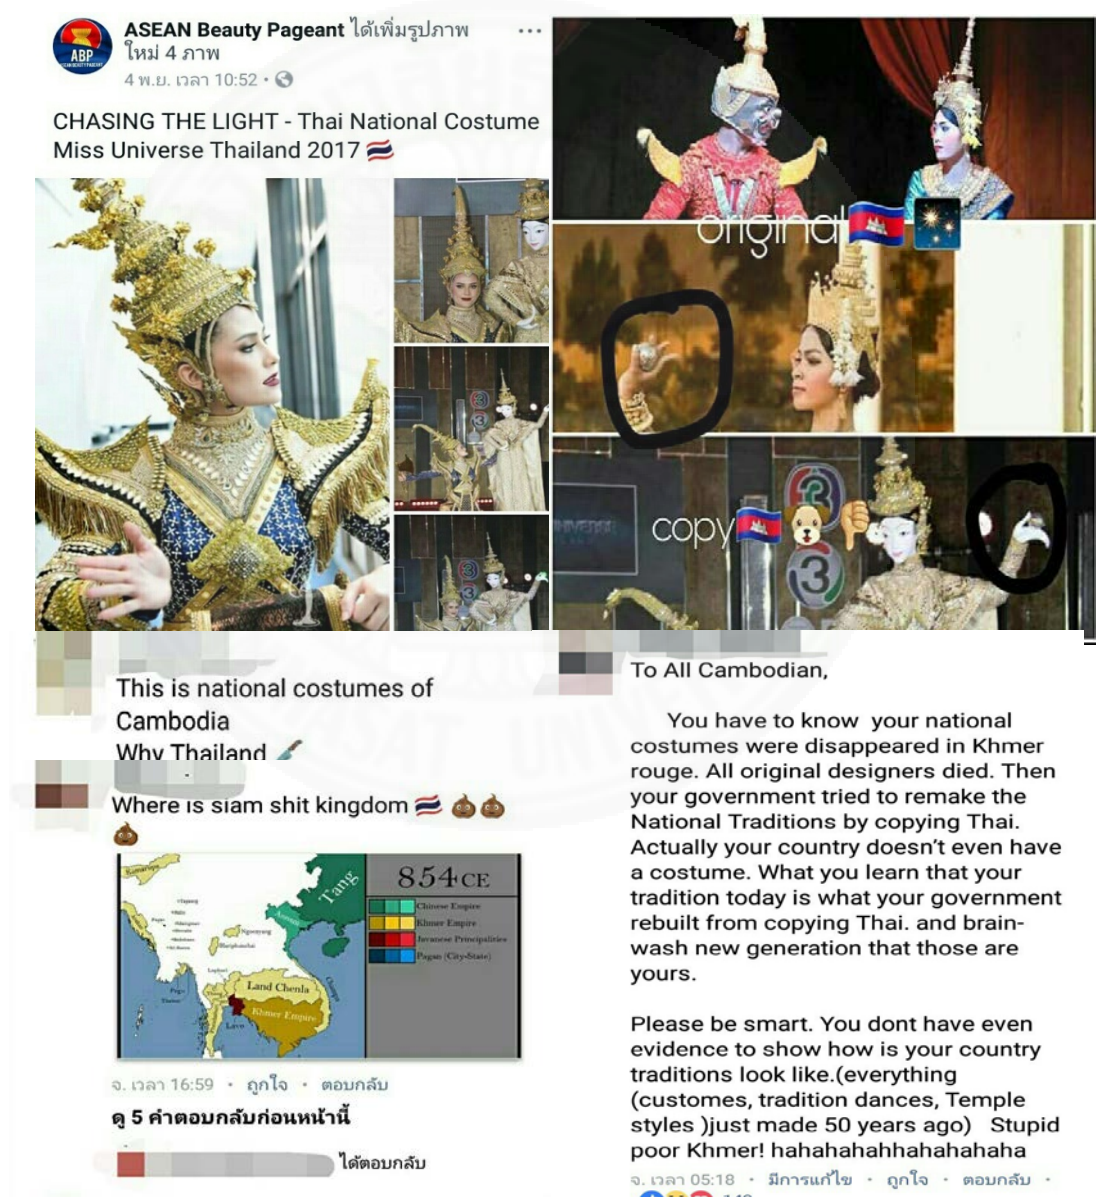 ASEAN Beauty Pageant ได้เพิ่มรูปภาพ
ใหม่ 4 ภาพ
4 พ.ย. เวลา 10:52
ABP
CHASING THE LIGHT - Thai National Costume
Miss Universe Thailand 2017
original
copy
3
3
This is national costumes of
Cambodia
Why Thailand
Where is siam shit kingdom
854 CE
Tang
Chinese Empire
Khmer Empire
Javanese Principalities
Pagan (City-State)
Annam
Land Chenla
Khmer Empire
Champa
Lavo
จ. เวลา 16:59 · ถูกใจ · ตอบกลับ
ดู 5 คำตอบกลับก่อนหน้านี้
ได้ตอบกลับ
To All Cambodian,
You have to know your national
costumes were disappeared in Khmer
rouge. All original designers died. Then
your government tried to remake the
National Traditions by copying Thai.
Actually your country doesn't even have
a costume. What you learn that your
tradition today is what your government
rebuilt from copying Thai. and brain-
wash new generation that those are
yours.
Please be smart. You dont have even
evidence to show how is your country
traditions look like.(everything
(customes, tradition dances, Temple
styles )just made 50 years ago) Stupid
poor Khmer! hahahahahhahahahaha
จ. เวลา 05:18 · มีการแก้ไข · ถูกใจ · ตอบกลับ ·